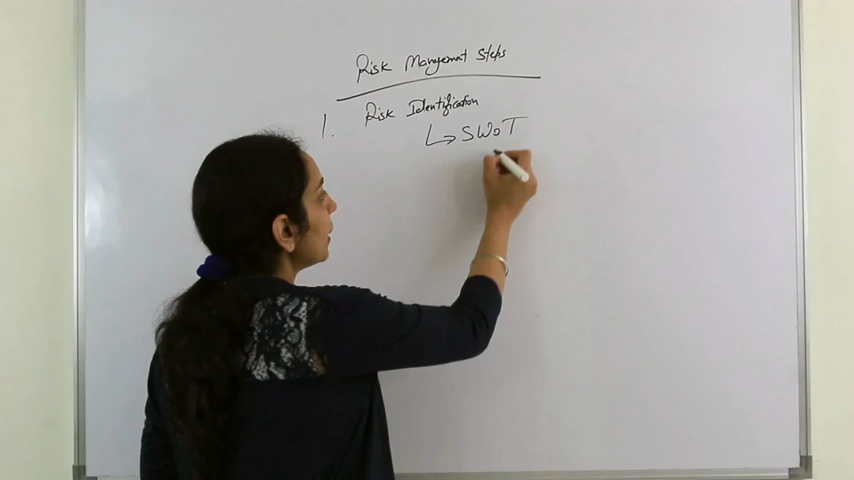 Risk Management Steps
1. Risk Identification
↳ SWOT